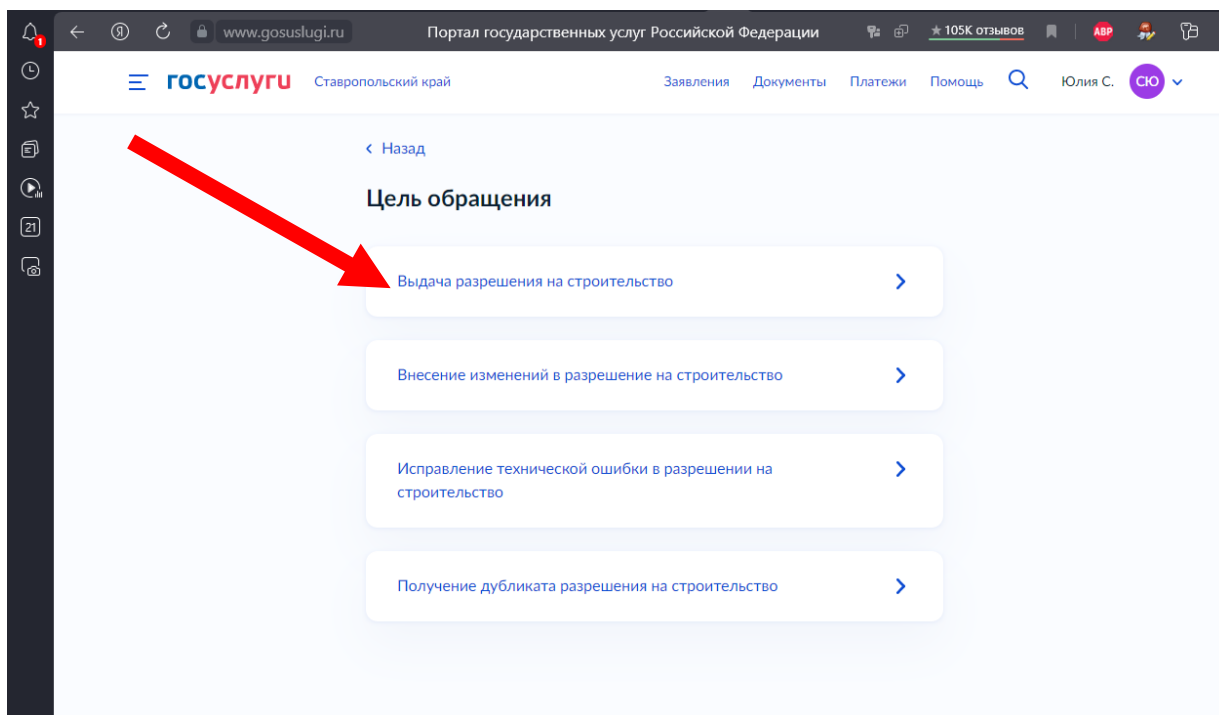 www.gosuslugi.ru Портал государственных услуг Российской Федерации ★ 105K отзывов ABP
1
Я
госуслуги Ставропольский край Заявления Документы Платежи Помощь Юлия С. СЮ
21
Назад
Цель обращения
Выдача разрешения на строительство
Внесение изменений в разрешение на строительство
Исправление технической ошибки в разрешении на
строительство
Получение дубликата разрешения на строительство